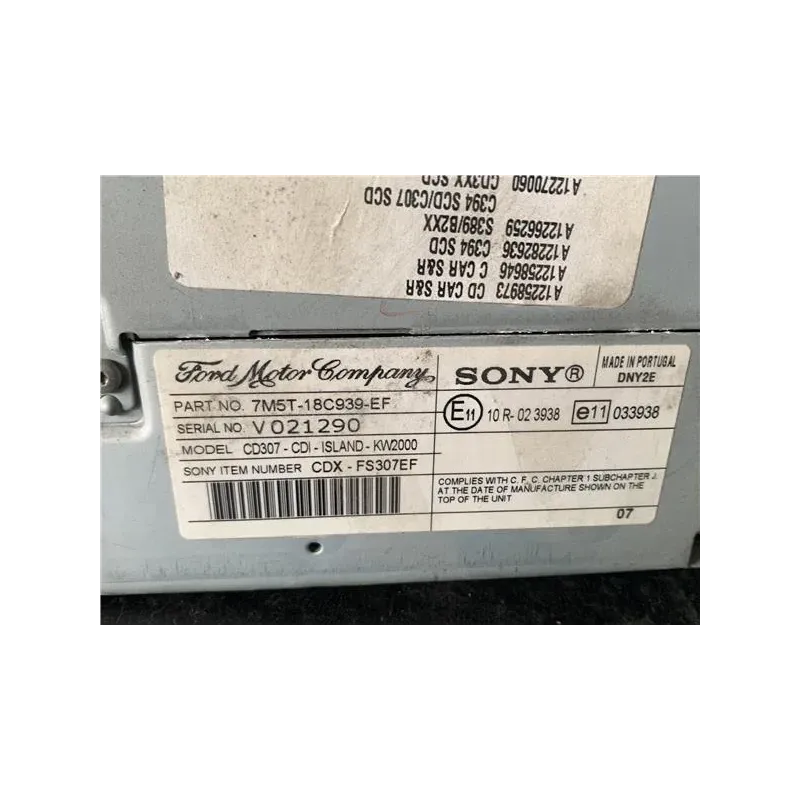 A12270060 CD3XX SCD
C394 SCD/C307 SCD
A12266259 S389/B2XX
A12282636 C394 SCD
A12258646 C CAR S&R
A12258973 CD CAR S&R
Ford Motor Company
SONY®
MADE IN PORTUGAL
DNY2E
PART NO. 7M5T-18C939-EF
E11 10 R- 02 3938
e11 033938
SERIAL NO. V021290
MODEL CD307 - CDI - ISLAND - KW2000
SONY ITEM NUMBER CDX - FS307EF
COMPLIES WITH C. F. C. CHAPTER 1 SUBCHAPTER J.
AT THE DATE OF MANUFACTURE SHOWN ON THE
TOP OF THE UNIT
07